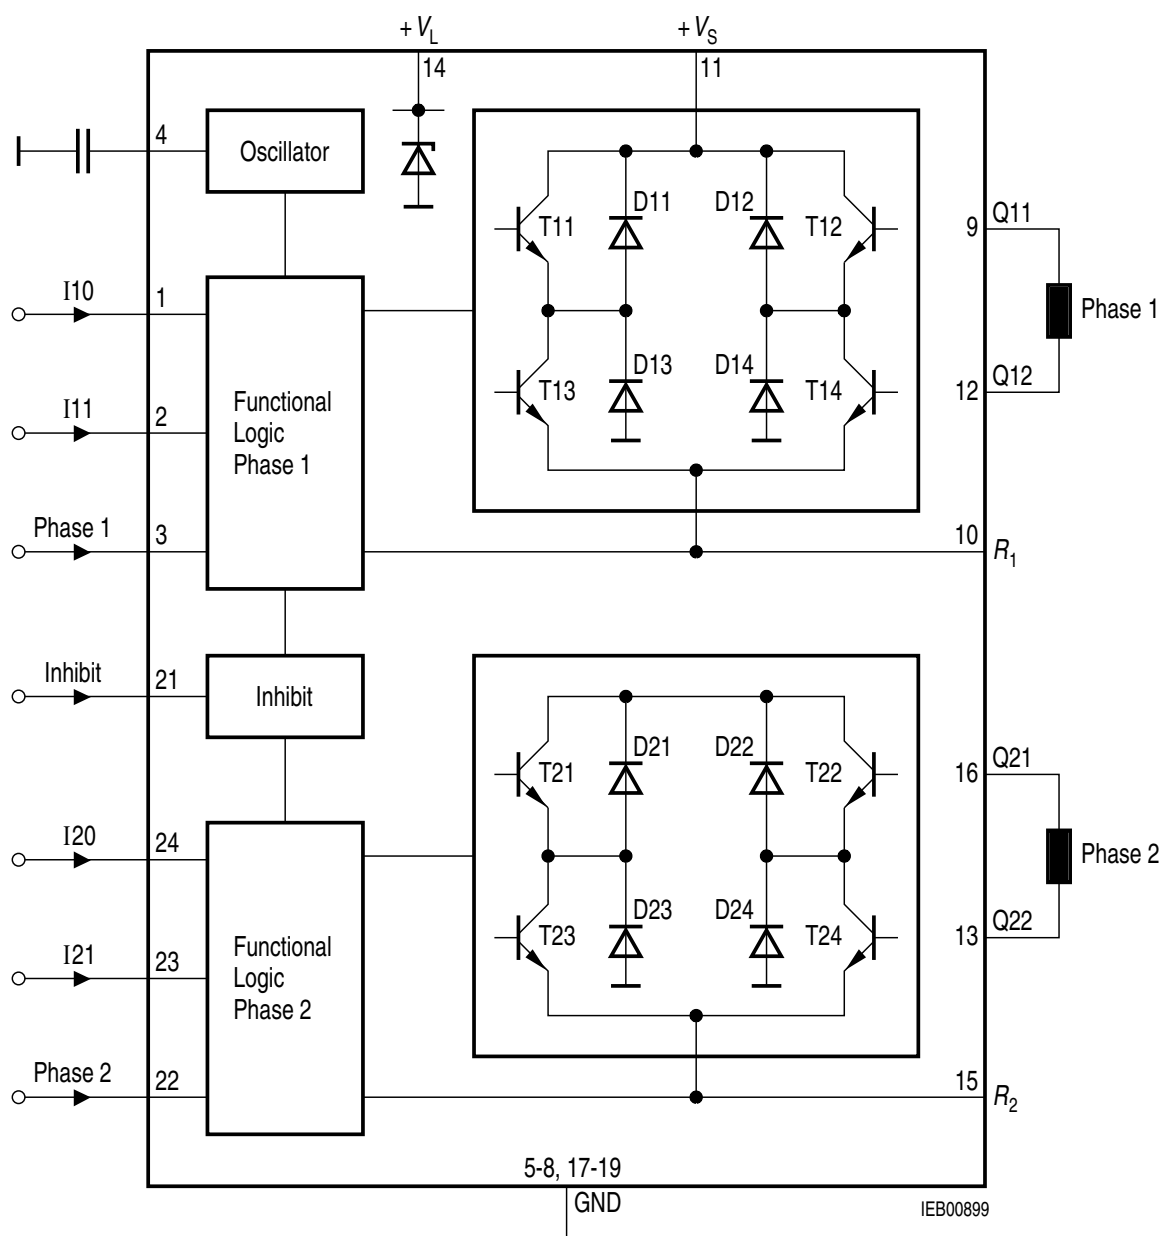 + VL
+ VS
14
11
4
Oscillator
D11
D12
T11
T12
9
Q11
I10
1
Phase 1
D13
D14
T13
T14
12
Q12
I11
2
Functional
Logic
Phase 1
Phase 1
3
10
R1
Inhibit
21
Inhibit
D21
D22
T21
T22
16
Q21
I20
24
Phase 2
D23
D24
T23
T24
13
Q22
I21
23
Functional
Logic
Phase 2
Phase 2
22
15
R2
5-8, 17-19
GND
IEB00899